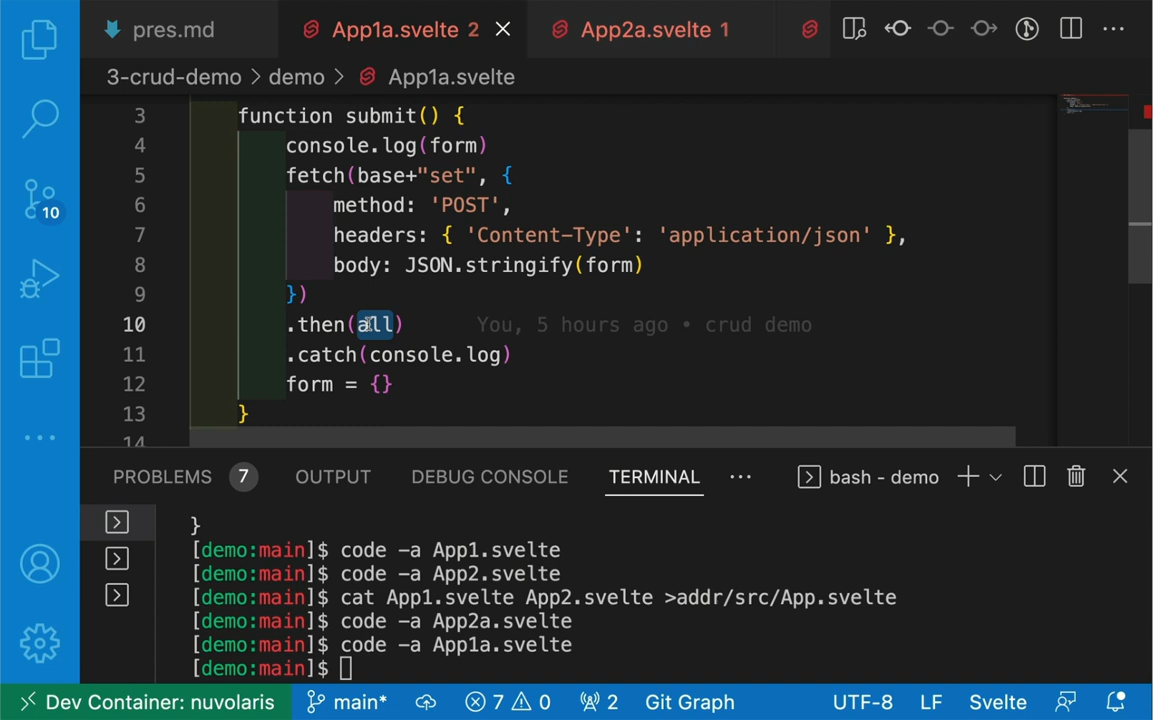 pres.md
App1a.svelte 2
App2a.svelte 1
3-crud-demo > demo > App1a.svelte
3 function submit() {
4 console.log(form)
5 fetch(base+"set", {
6 method: 'POST',
7 headers: { 'Content-Type': 'application/json' },
8 body: JSON.stringify(form)
9 })
10 .then(all) You, 5 hours ago • crud demo
11 .catch(console.log)
12 form = {}
13 }
14
10
PROBLEMS 7 OUTPUT DEBUG CONSOLE TERMINAL ··· bash - demo
}
[demo:main]$ code -a App1.svelte
[demo:main]$ code -a App2.svelte
[demo:main]$ cat App1.svelte App2.svelte >addr/src/App.svelte
[demo:main]$ code -a App2a.svelte
[demo:main]$ code -a App1a.svelte
[demo:main]$
Dev Container: nuvolaris main* 7 0 2 Git Graph UTF-8 LF Svelte